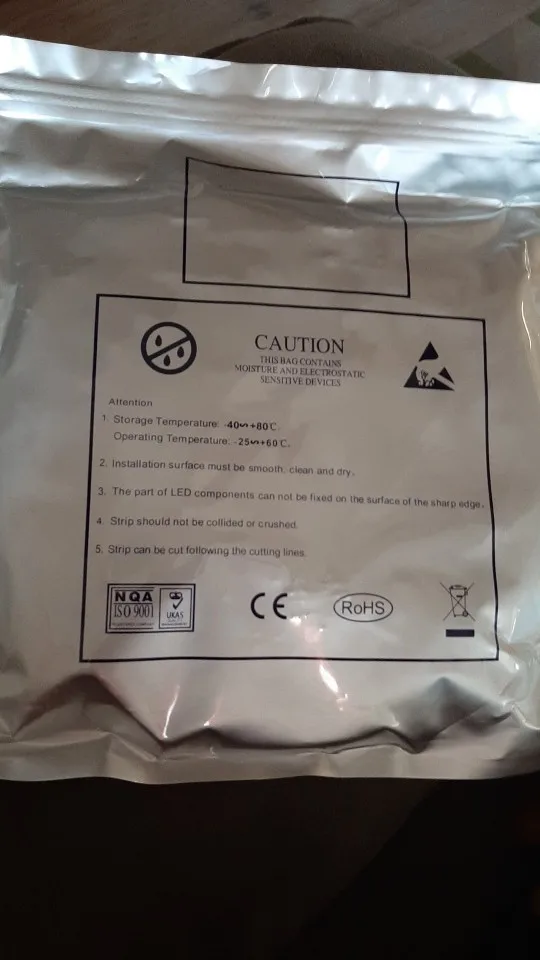 CAUTION
THIS BAG CONTAINS
MOISTURE AND ELECTROSTATIC
SENSITIVE DEVICES
Attention
1. Storage Temperature: -40∽+80℃.
Operating Temperature: -25∽+60℃.
2. Installation surface must be smooth, clean and dry.
3. The part of LED components can not be fixed on the surface of the sharp edge.
4. Strip should not be collided or crushed.
5. Strip can be cut following the cutting lines.
NQA
ISO 9001
UKAS
CE
RoHS